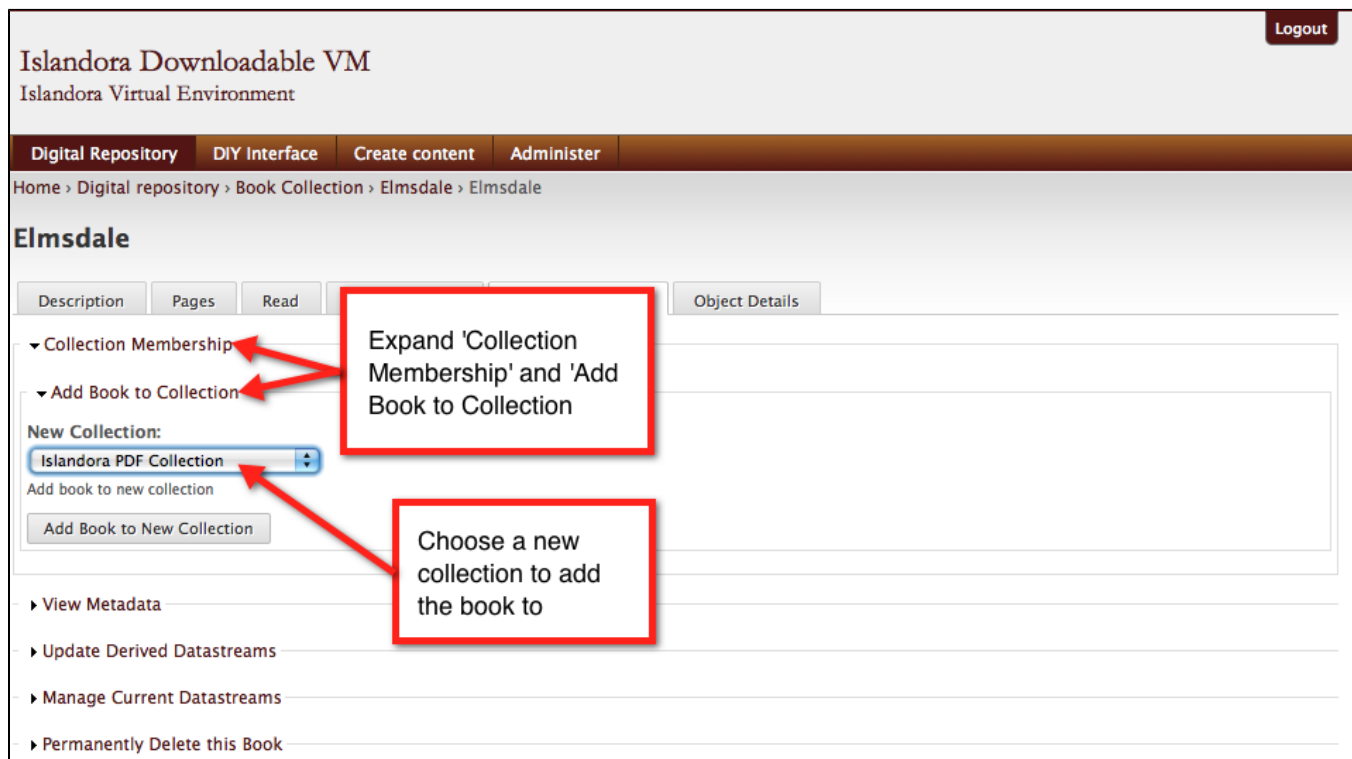 Logout
Islandora Downloadable VM
Islandora Virtual Environment
Digital Repository DIY Interface Create content Administer
Home › Digital repository › Book Collection › Elmsdale › Elmsdale
Elmsdale
Description Pages Read Object Details
Collection Membership
Add Book to Collection
Expand 'Collection
Membership' and 'Add
Book to Collection
New Collection:
Islandora PDF Collection
Add book to new collection
Add Book to New Collection
Choose a new
collection to add
the book to
View Metadata
Update Derived Datastreams
Manage Current Datastreams
Permanently Delete this Book